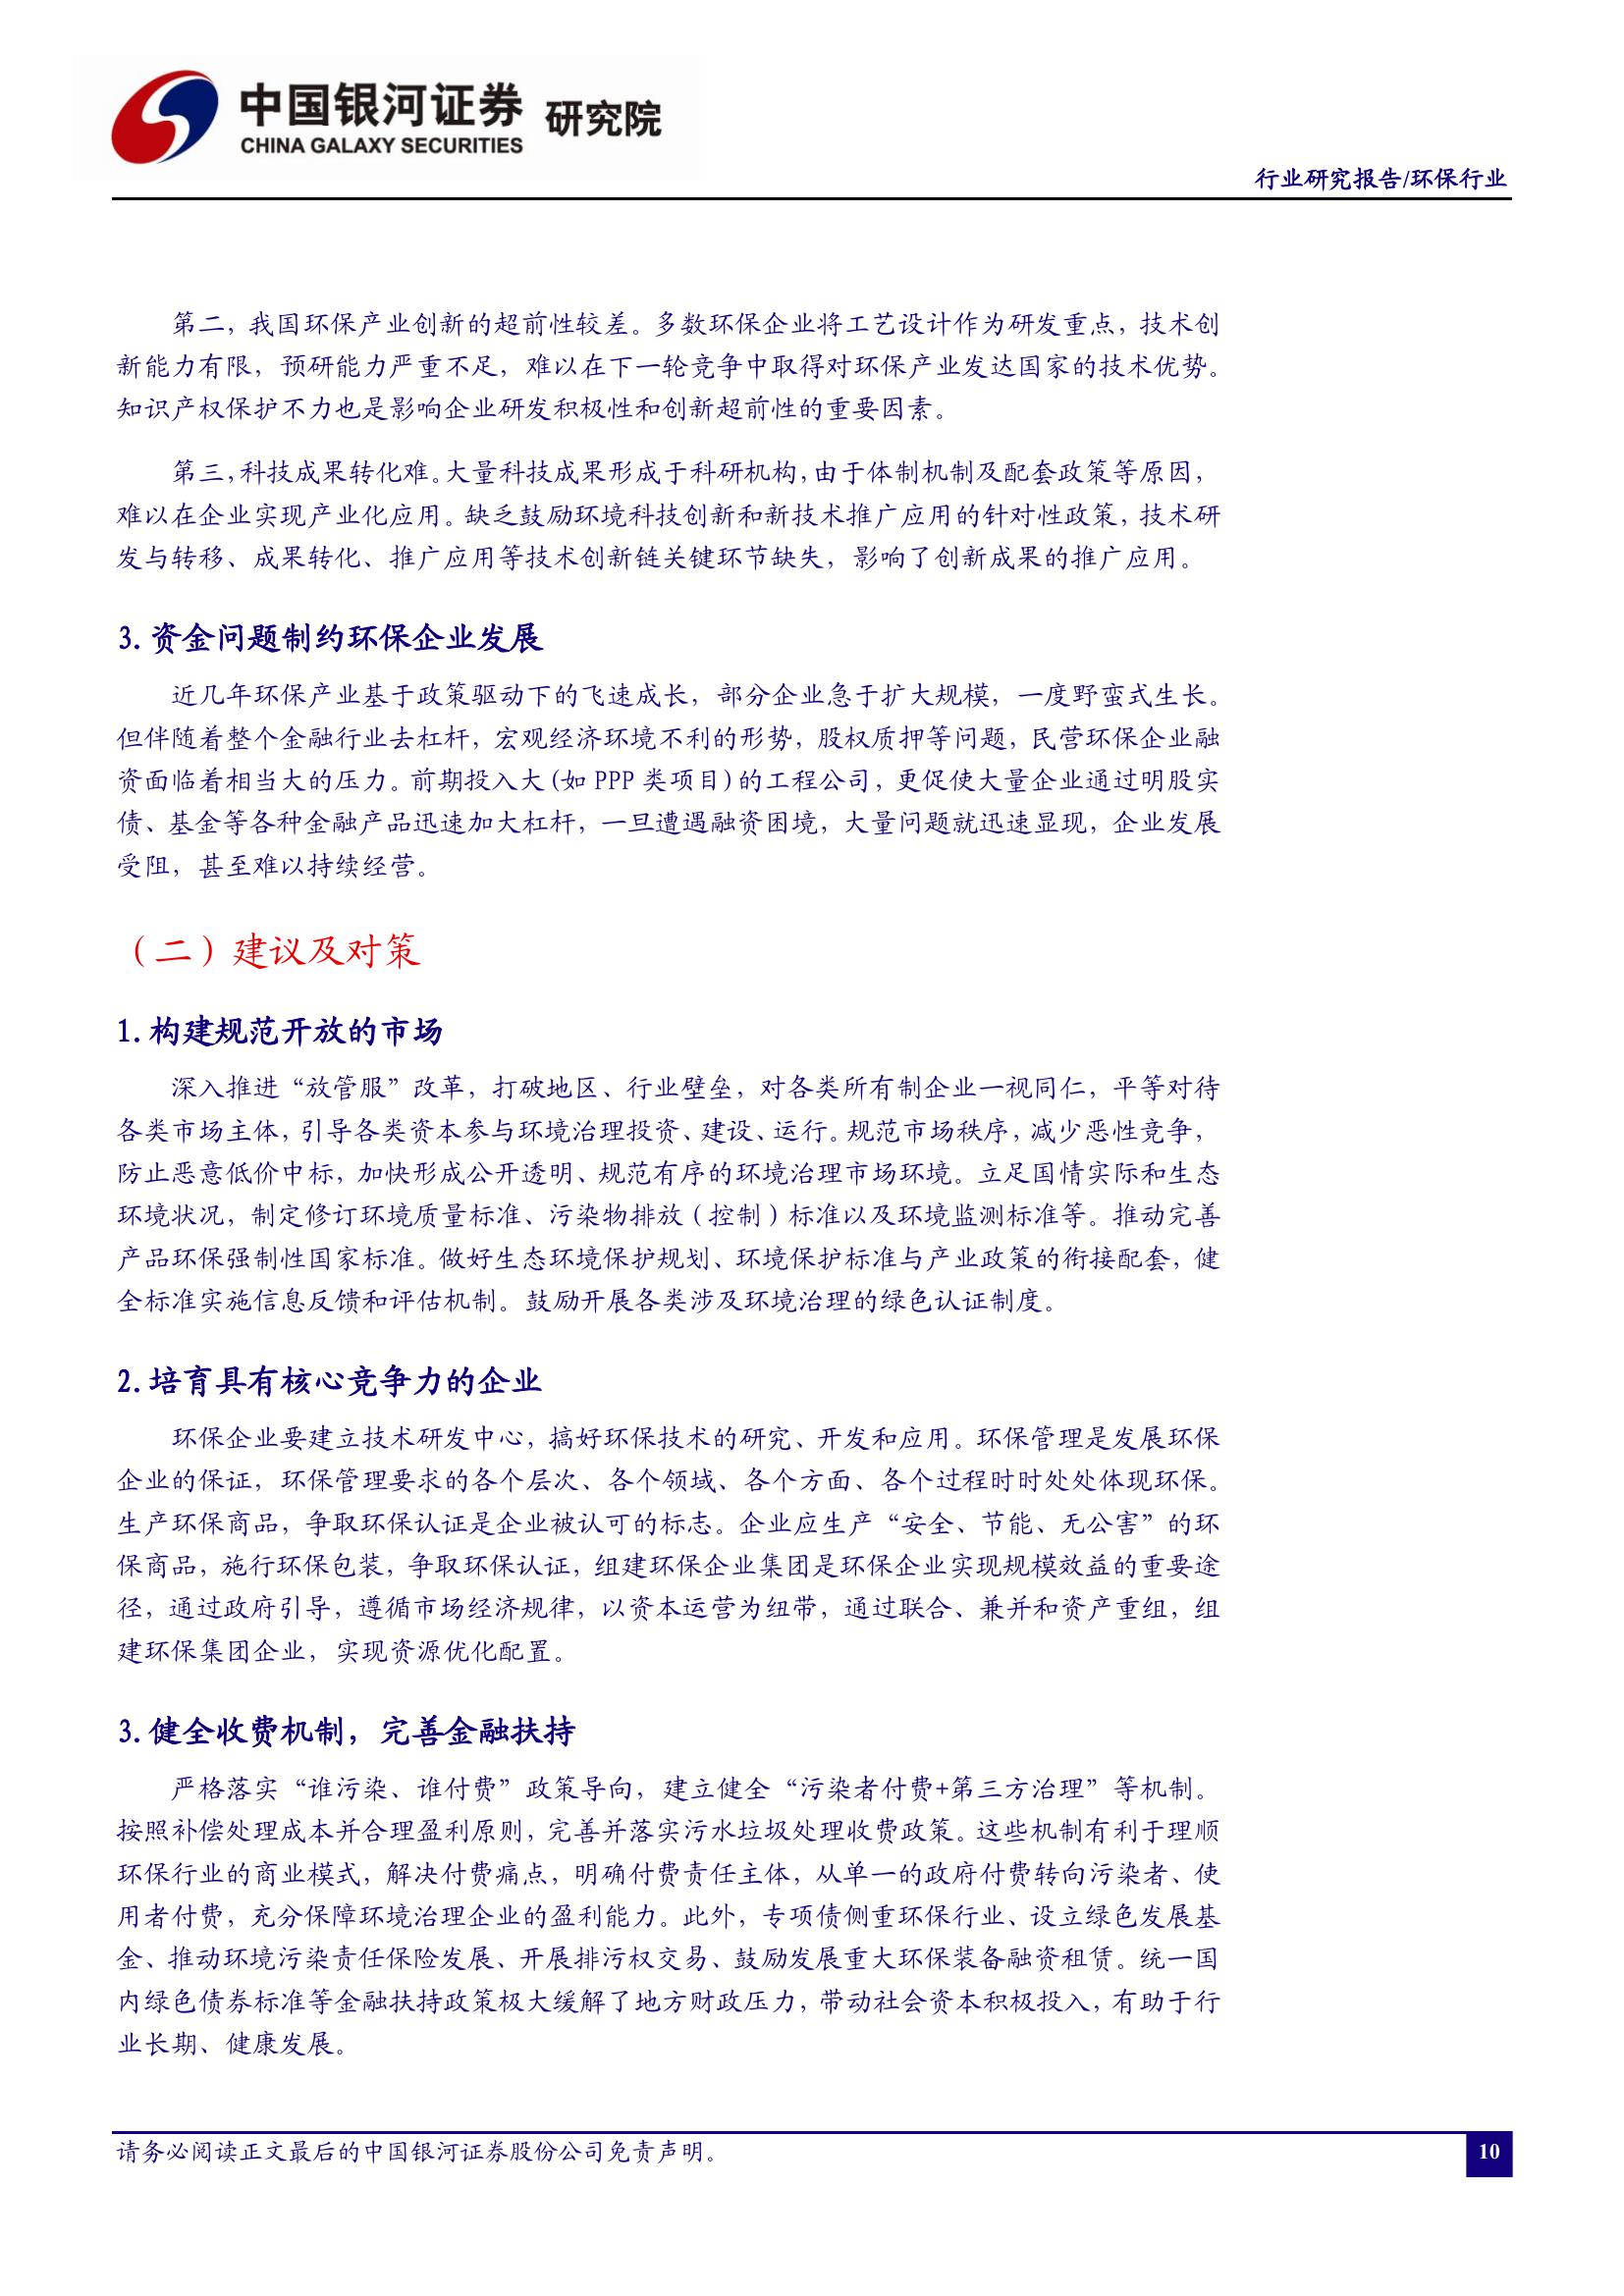 中国银河证券 研究院
CHINA GALAXY SECURITIES
行业研究报告/环保行业
第二，我国环保产业创新的超前性较差。多数环保企业将工艺设计作为研发重点，技术创
新能力有限，预研能力严重不足，难以在下一轮竞争中取得对环保产业发达国家的技术优势。
知识产权保护不力也是影响企业研发积极性和创新超前性的重要因素。
第三，科技成果转化难。大量科技成果形成于科研机构，由于体制机制及配套政策等原因，
难以在企业实现产业化应用。缺乏鼓励环境科技创新和新技术推广应用的针对性政策，技术研
发与转移、成果转化、推广应用等技术创新链关键环节缺失，影响了创新成果的推广应用。
3.资金问题制约环保企业发展
近几年环保产业基于政策驱动下的飞速成长，部分企业急于扩大规模，一度野蛮式生长。
但伴随着整个金融行业去杠杆，宏观经济环境不利的形势，股权质押等问题，民营环保企业融
资面临着相当大的压力。前期投入大(如 PPP 类项目)的工程公司，更促使大量企业通过明股实
债、基金等各种金融产品迅速加大杠杆，一旦遭遇融资困境，大量问题就迅速显现，企业发展
受阻，甚至难以持续经营。
（二）建议及对策
1.构建规范开放的市场
深入推进“放管服”改革，打破地区、行业壁垒，对各类所有制企业一视同仁，平等对待
各类市场主体，引导各类资本参与环境治理投资、建设、运行。规范市场秩序，减少恶性竞争，
防止恶意低价中标，加快形成公开透明、规范有序的环境治理市场环境。立足国情实际和生态
环境状况，制定修订环境质量标准、污染物排放（控制）标准以及环境监测标准等。推动完善
产品环保强制性国家标准。做好生态环境保护规划、环境保护标准与产业政策的衔接配套，健
全标准实施信息反馈和评估机制。鼓励开展各类涉及环境治理的绿色认证制度。
2.培育具有核心竞争力的企业
环保企业要建立技术研发中心，搞好环保技术的研究、开发和应用。环保管理是发展环保
企业的保证，环保管理要求的各个层次、各个领域、各个方面、各个过程时时处处体现环保。
生产环保商品，争取环保认证是企业被认可的标志。企业应生产“安全、节能、无公害”的环
保商品，施行环保包装，争取环保认证，组建环保企业集团是环保企业实现规模效益的重要途
径，通过政府引导，遵循市场经济规律，以资本运营为纽带，通过联合、兼并和资产重组，组
建环保集团企业，实现资源优化配置。
3.健全收费机制，完善金融扶持
严格落实“谁污染、谁付费”政策导向，建立健全“污染者付费+第三方治理”等机制。
按照补偿处理成本并合理盈利原则，完善并落实污水垃圾处理收费政策。这些机制有利于理顺
环保行业的商业模式，解决付费痛点，明确付费责任主体，从单一的政府付费转向污染者、使
用者付费，充分保障环境治理企业的盈利能力。此外，专项债侧重环保行业、设立绿色发展基
金、推动环境污染责任保险发展、开展排污权交易、鼓励发展重大环保装备融资租赁。统一国
内绿色债券标准等金融扶持政策极大缓解了地方财政压力，带动社会资本积极投入，有助于行
业长期、健康发展。
请务必阅读正文最后的中国银河证券股份公司免责声明。
10